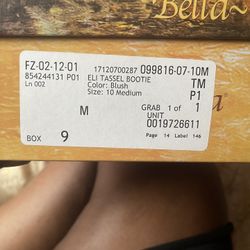 Bella
FZ-02-12-01 17120700287 099816-07-10M
854244131 P01 ELI TASSEL BOOTIE TM
Ln 002 Color: Blush P1
Size: 10 Medium
GRAB 1 of 1
M UNIT
0019726611
BOX 9 Page 14 Label 146